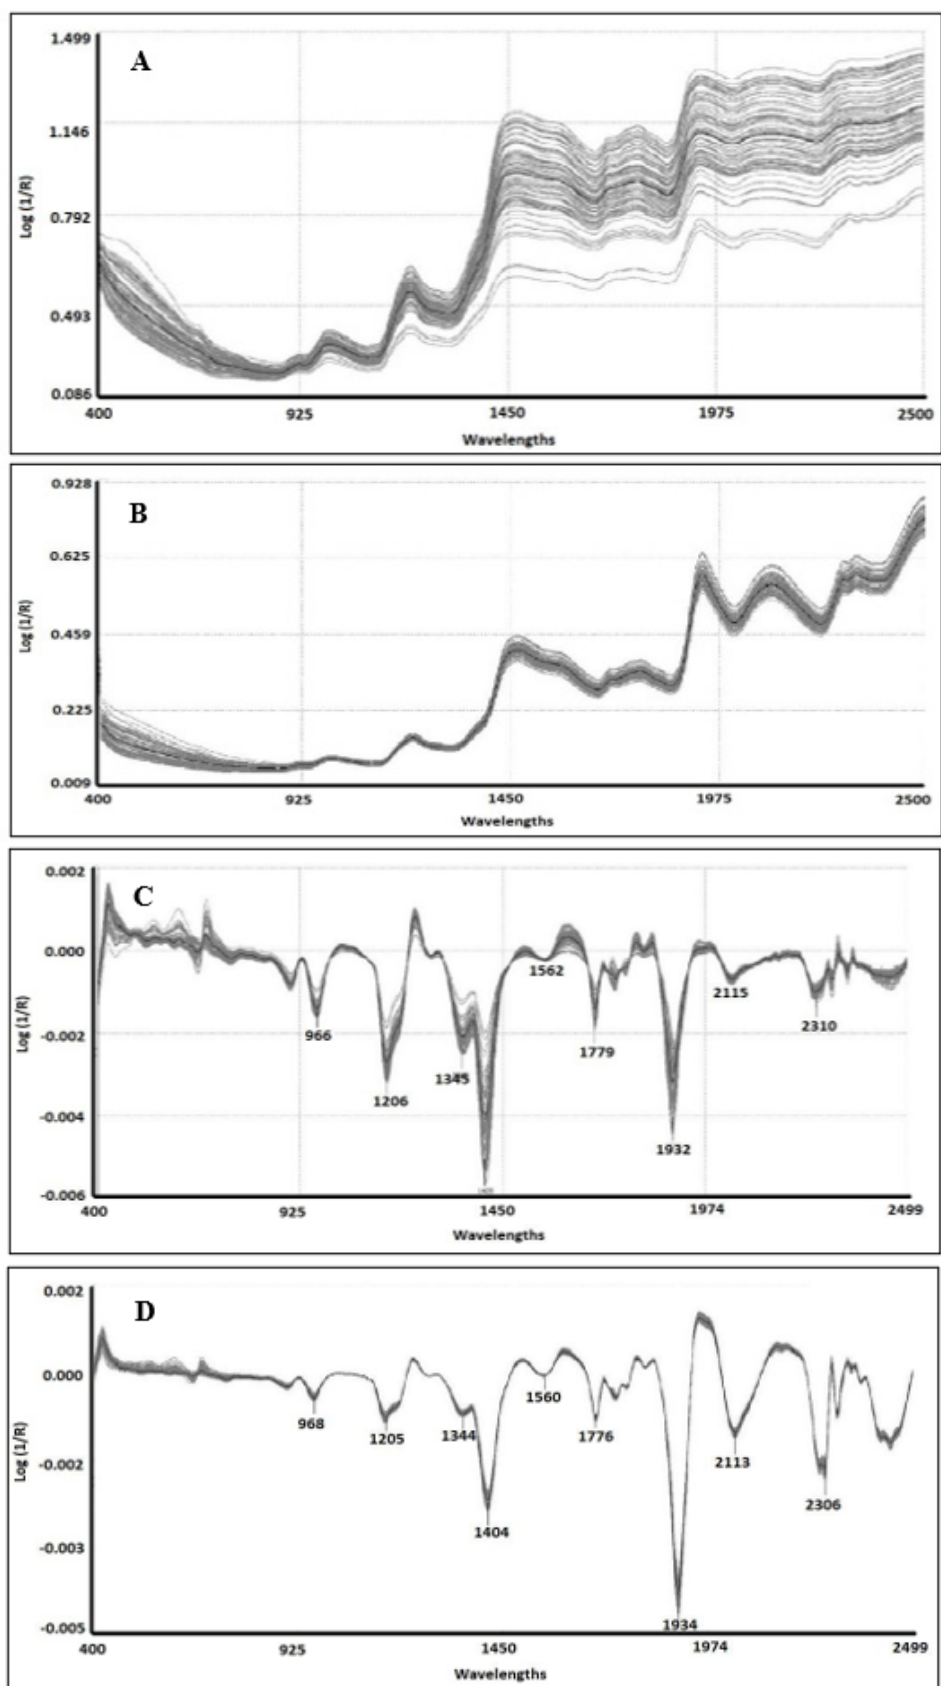 A
1.499
1.146
0.792
0.493
0.086
Log (1/R)
400 925 1450 1975 2500
Wavelengths
B
0.928
0.625
0.459
0.225
0.009
Log (1/R)
400 925 1450 1975 2500
Wavelengths
C
0.002
0.000
-0.002
-0.004
-0.006
Log (1/R)
966
1206
1345
1562
1779
1932
2115
2310
400 925 1450 1974 2499
Wavelengths
D
0.002
0.000
-0.002
-0.003
-0.005
Log (1/R)
968
1205
1344
1404
1560
1776
1934
2113
2306
400 925 1450 1974 2499
Wavelengths